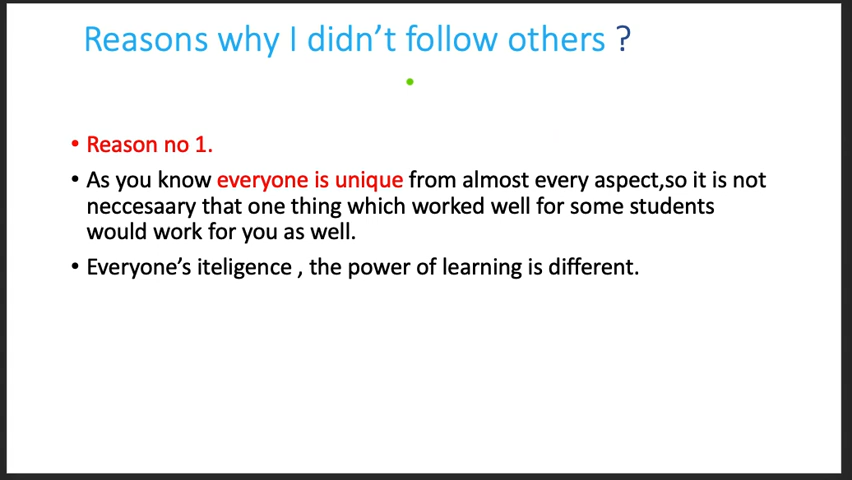 Reasons why I didn’t follow others ?
• Reason no 1.
• As you know everyone is unique from almost every aspect,so it is not
neccesaary that one thing which worked well for some students
would work for you as well.
• Everyone’s iteligence , the power of learning is different.